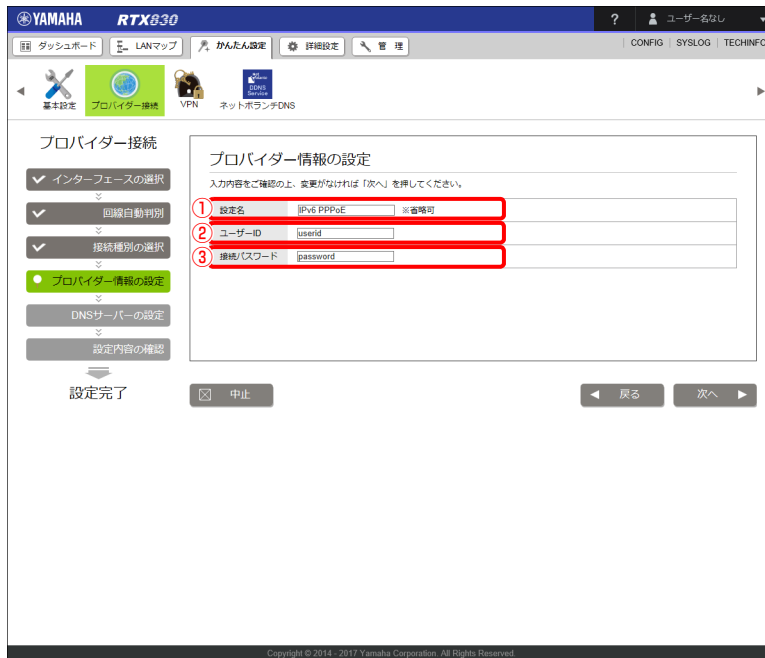 YAMAHA RTX830 ? ユーザー名なし
ダッシュボード LANマップ かんたん設定 詳細設定 管 理 CONFIG SYSLOG TECHINFO
基本設定 プロバイダー接続 VPN DDNS Service ネットボランチDNS
プロバイダー接続
インターフェースの選択
回線自動判別
接続種別の選択
プロバイダー情報の設定
DNSサーバーの設定
設定内容の確認
設定完了
プロバイダー情報の設定
入力内容をご確認の上、変更がなければ「次へ」を押してください。
① 設定名 IPv6 PPPoE ※省略可
② ユーザーID userid
③ 接続パスワード password
中止 戻る 次へ
Copyright © 2014 - 2017 Yamaha Corporation. All Rights Reserved.